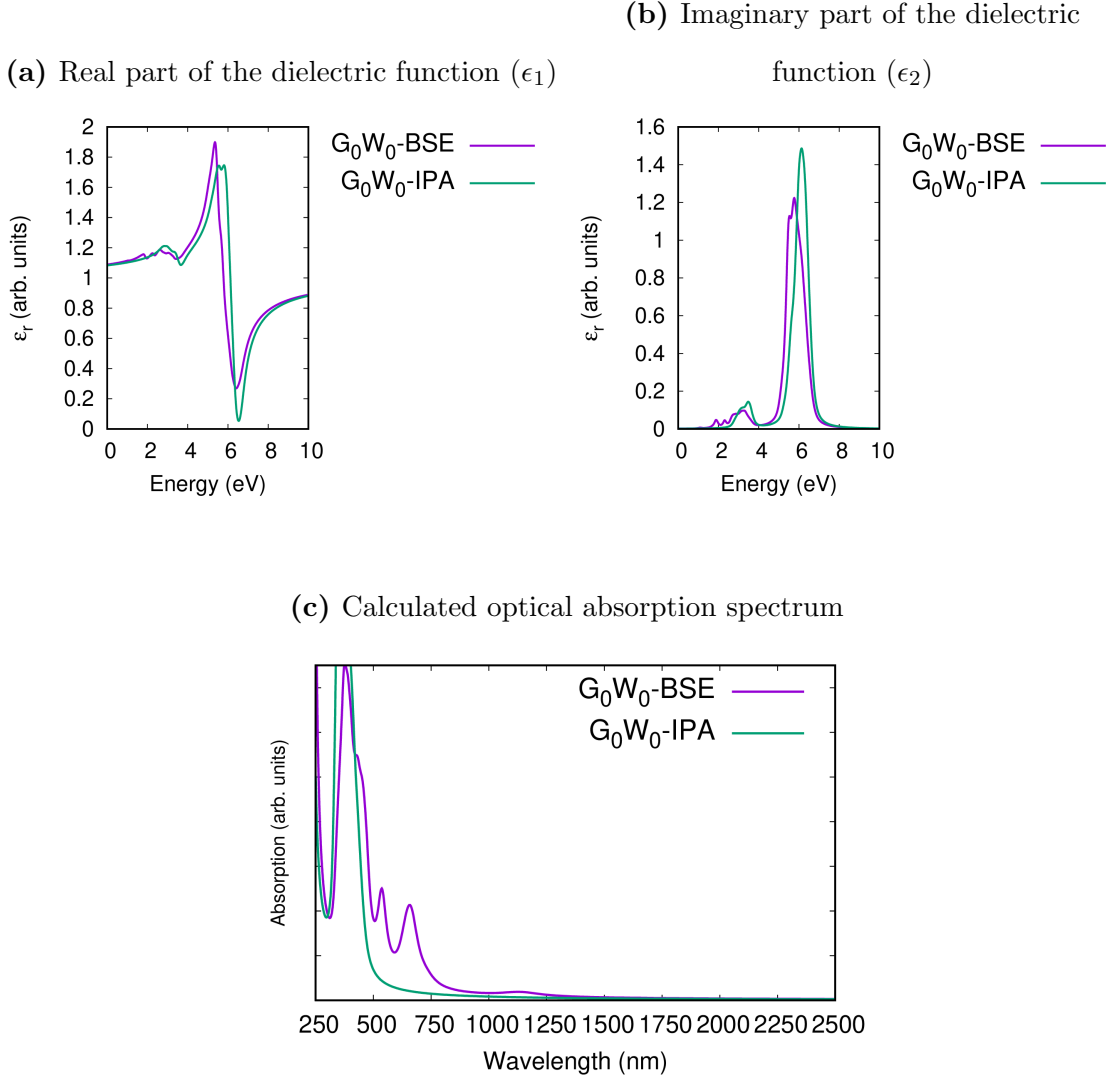 (a) Real part of the dielectric function (ϵ₁)
2
1.8
1.6
1.4
1.2
1
0.8
0.6
0.4
0.2
0
0 2 4 6 8 10
εᵣ (arb. units)
Energy (eV)
G₀W₀-BSE
G₀W₀-IPA
(b) Imaginary part of the dielectric
function (ϵ₂)
1.6
1.4
1.2
1
0.8
0.6
0.4
0.2
0
0 2 4 6 8 10
εᵣ (arb. units)
Energy (eV)
G₀W₀-BSE
G₀W₀-IPA
(c) Calculated optical absorption spectrum
G₀W₀-BSE
G₀W₀-IPA
Absorption (arb. units)
250 500 750 1000 1250 1500 1750 2000 2250 2500
Wavelength (nm)